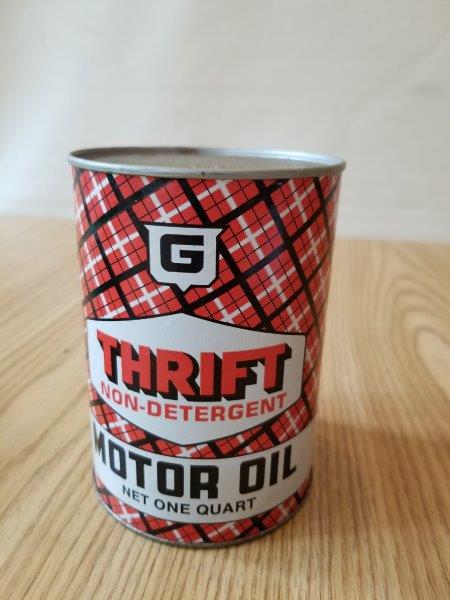 G
THRIFT
NON-DETERGENT
MOTOR OIL
NET ONE QUART